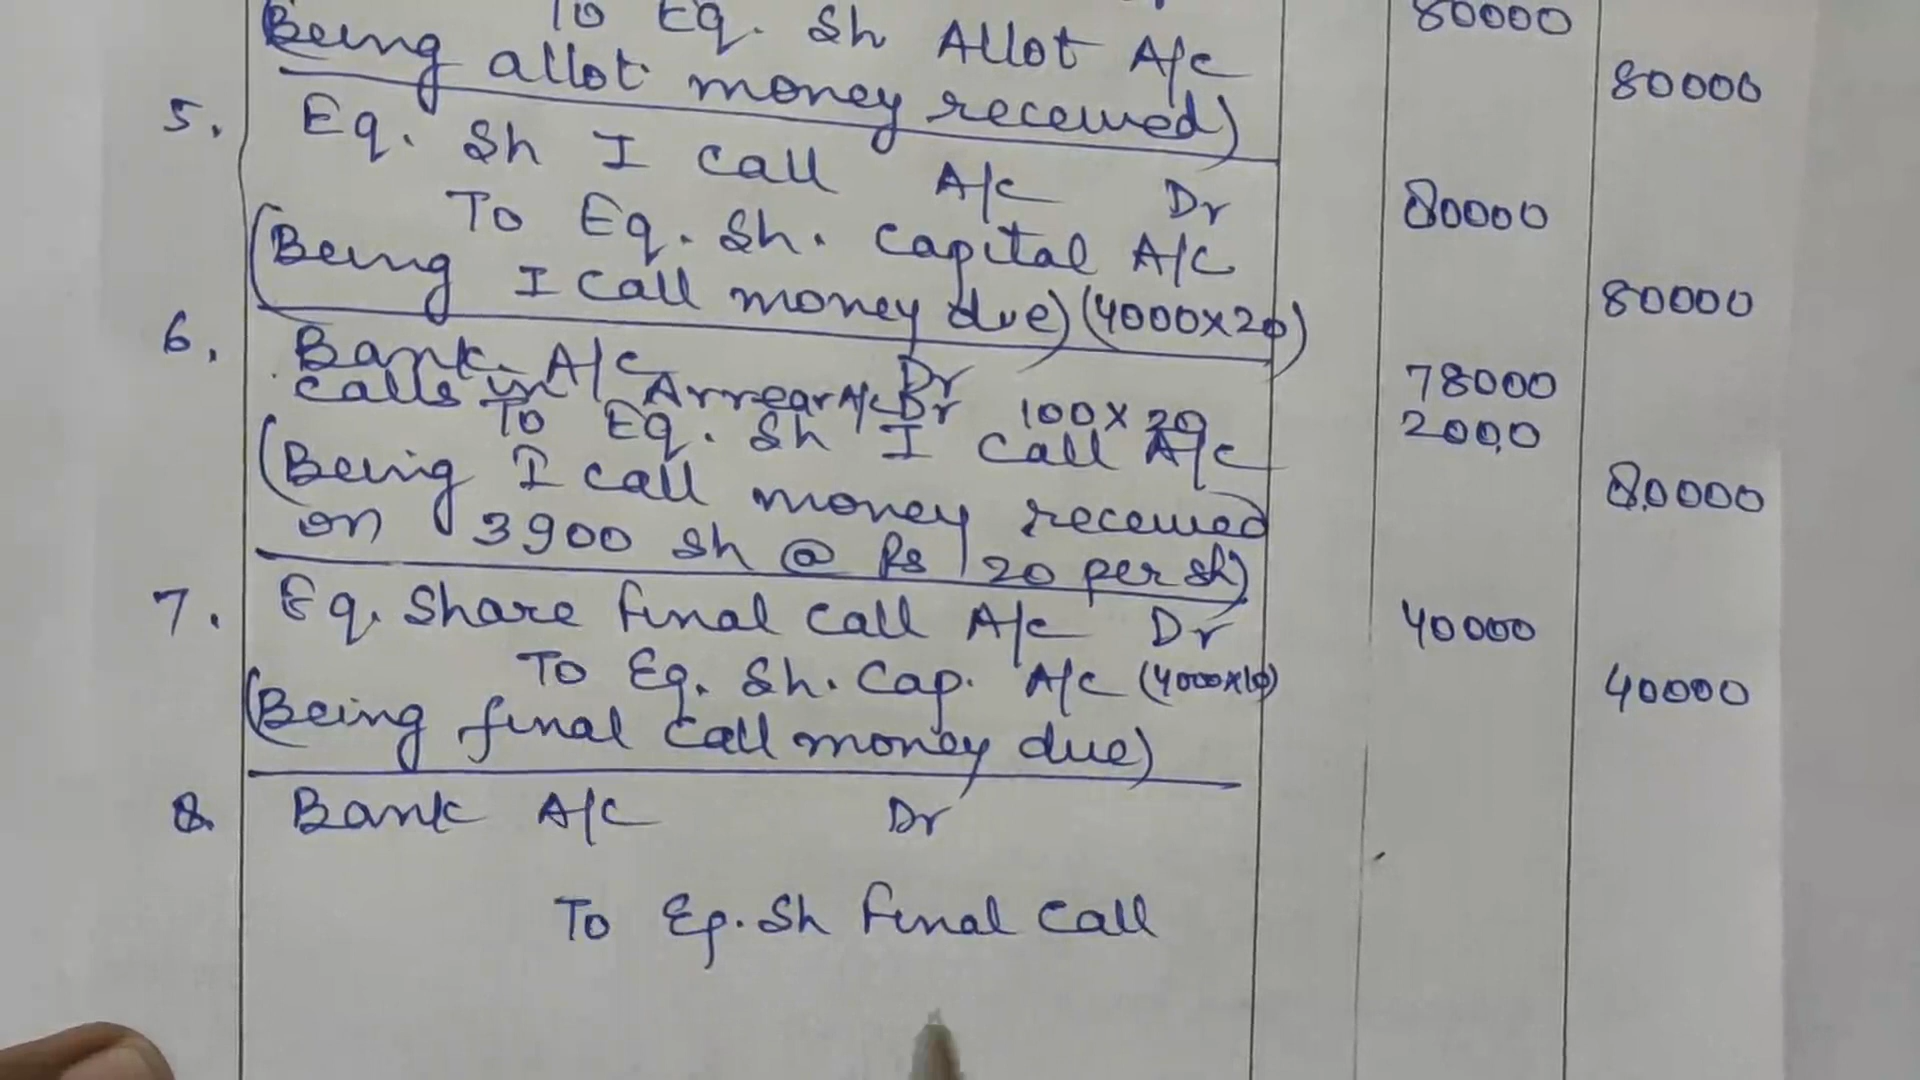 To Eq. Sh Allot A/c 80000
Being allot. money received) 80000
5. Eq. Sh I call A/c Dr 80000
To Eq. Sh. Capital A/c 80000
(Being I call money due) (4000x20)
6. Bank A/c Dr 78000
Calls in Arrear A/c Dr 100x20 2000
To Eq. Sh I Call A/c 80000
(Being I call money received
on 3900 sh @ Rs 20 per sh)
7. Eq. Share final call A/c Dr 40000
To Eq. Sh. Cap. A/c (4000x10) 40000
(Being final call money due)
8. Bank A/c Dr
To Eq. Sh final call